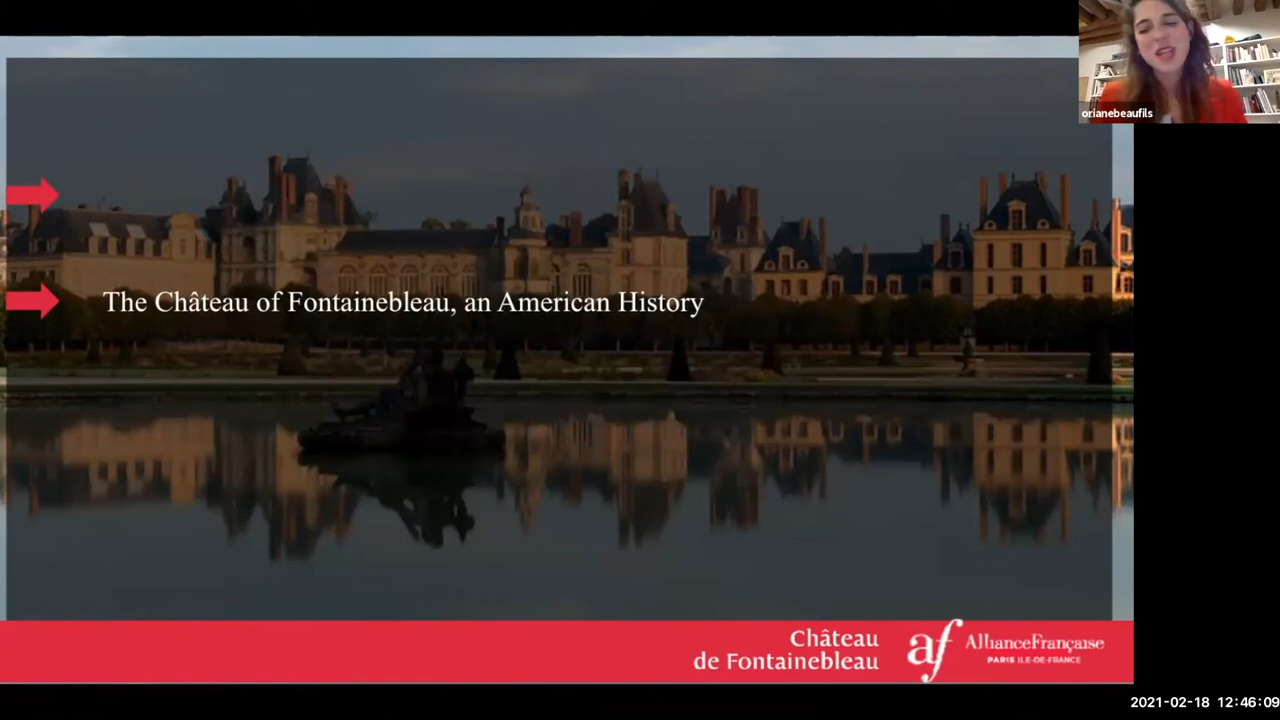 orianebeaufils
The Château of Fontainebleau, an American History
Château
de Fontainebleau
af
AllianceFrançaise
PARIS ILE-DE-FRANCE
2021-02-18 12:46:09